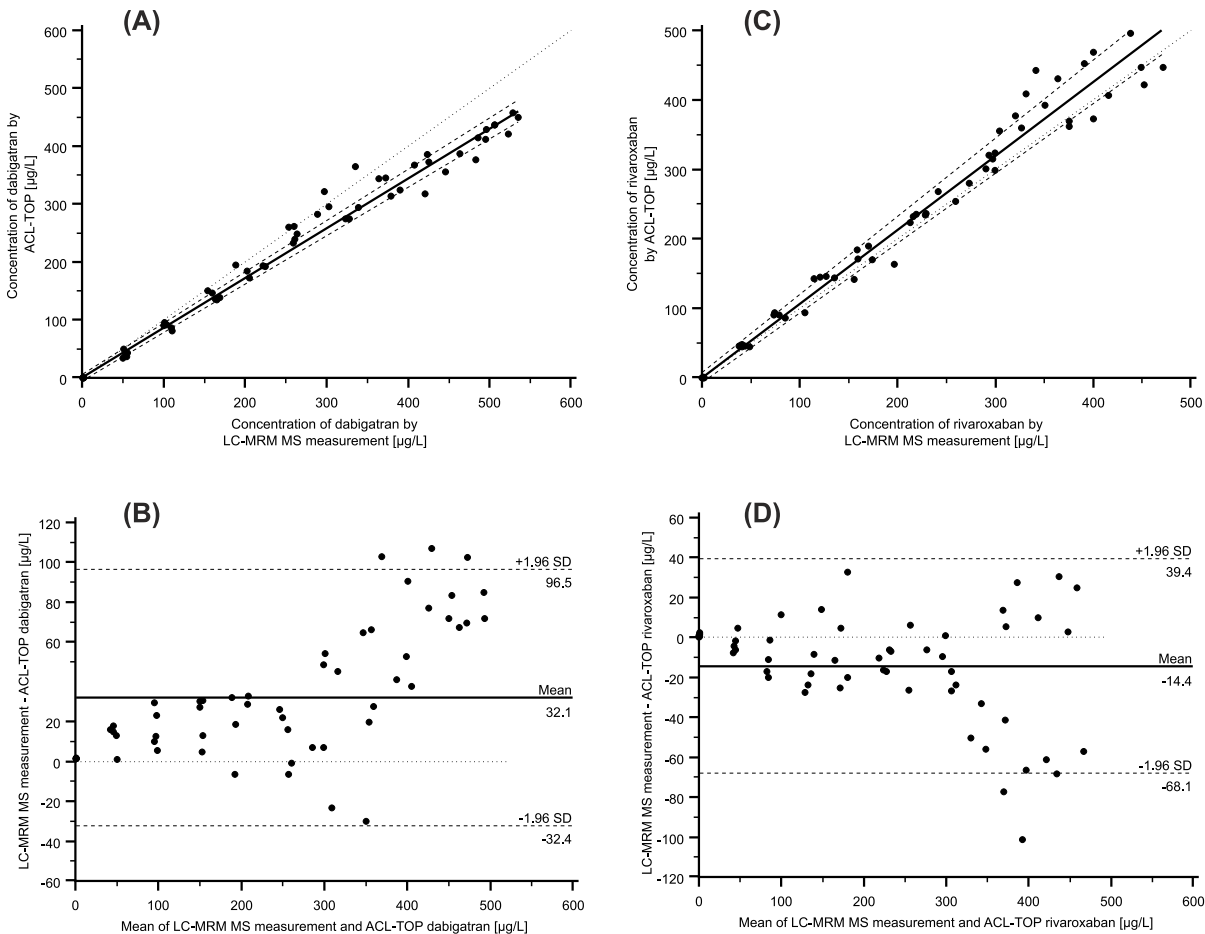 (A)
600
500
400
300
200
100
0
Concentration of dabigatran by
ACL-TOP [µg/L]
0 100 200 300 400 500 600
Concentration of dabigatran by
LC-MRM MS measurement [µg/L]
(C)
500
400
300
200
100
0
Concentration of rivaroxaban
by ACL-TOP [µg/L]
0 100 200 300 400 500
Concentration of rivaroxaban by
LC-MRM MS measurement [µg/L]
(B)
120
100
80
60
20
0
-20
-40
-60
LC-MRM MS measurement - ACL-TOP dabigatran [µg/L]
+1.96 SD
96.5
Mean
32.1
-1.96 SD
-32.4
0 100 200 300 400 500 600
Mean of LC-MRM MS measurement and ACL-TOP dabigatran [µg/L]
(D)
60
40
20
0
-20
-40
-60
-80
-100
-120
LC-MRM MS measurement - ACL-TOP rivaroxaban [µg/L]
+1.96 SD
39.4
Mean
-14.4
-1.96 SD
-68.1
0 100 200 300 400 500 600
Mean of LC-MRM MS measurement and ACL-TOP rivaroxaban [µg/L]